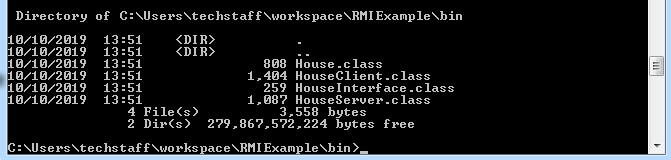 Directory of C:\Users\techstaff\workspace\RMIExample\bin
10/10/2019  13:51    <DIR>          .
10/10/2019  13:51    <DIR>          ..
10/10/2019  13:51               808 House.class
10/10/2019  13:51             1,404 HouseClient.class
10/10/2019  13:51               259 HouseInterface.class
10/10/2019  13:51             1,087 HouseServer.class
               4 File(s)          3,558 bytes
               2 Dir(s)  279,867,572,224 bytes free
C:\Users\techstaff\workspace\RMIExample\bin>_